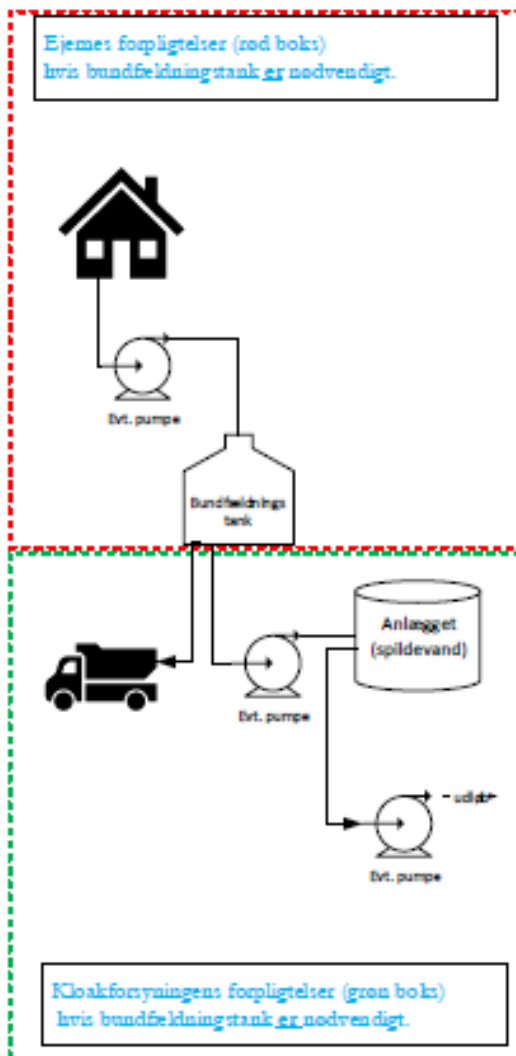 Ejernes forpligtelser (rød boks)
hvis bundfældningstank er nødvendigt.
Evt. pumpe
Bundfældnings
tank
Anlægget
(spildevand)
Evt. pumpe
udløb
Evt. pumpe
Kloakforsyningens forpligtelser (grøn boks)
hvis bundfældningstank er nødvendigt.